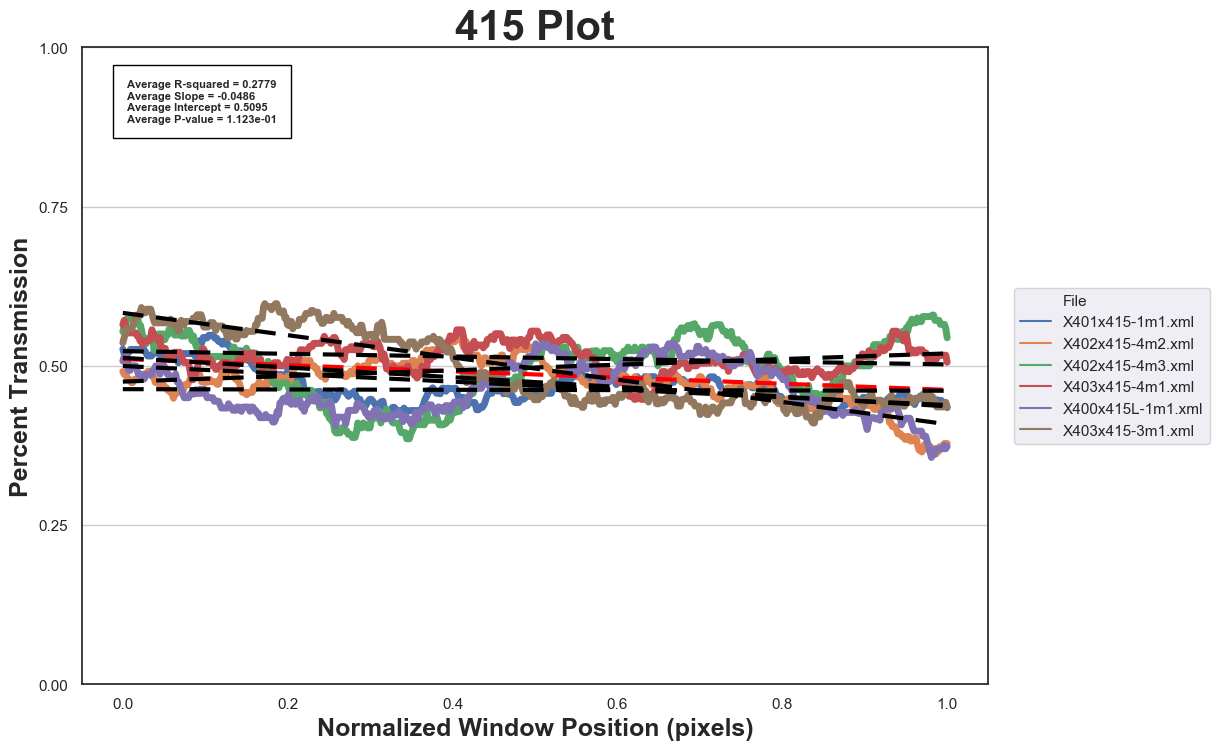 415 Plot
1.00
Average R-squared = 0.2779
Average Slope = -0.0486
Average Intercept = 0.5095
Average P-value = 1.123e-01
0.75
0.50
0.25
0.00
Percent Transmission
0.0 0.2 0.4 0.6 0.8 1.0
Normalized Window Position (pixels)
File
X401x415-1m1.xml
X402x415-4m2.xml
X402x415-4m3.xml
X403x415-4m1.xml
X400x415L-1m1.xml
X403x415-3m1.xml